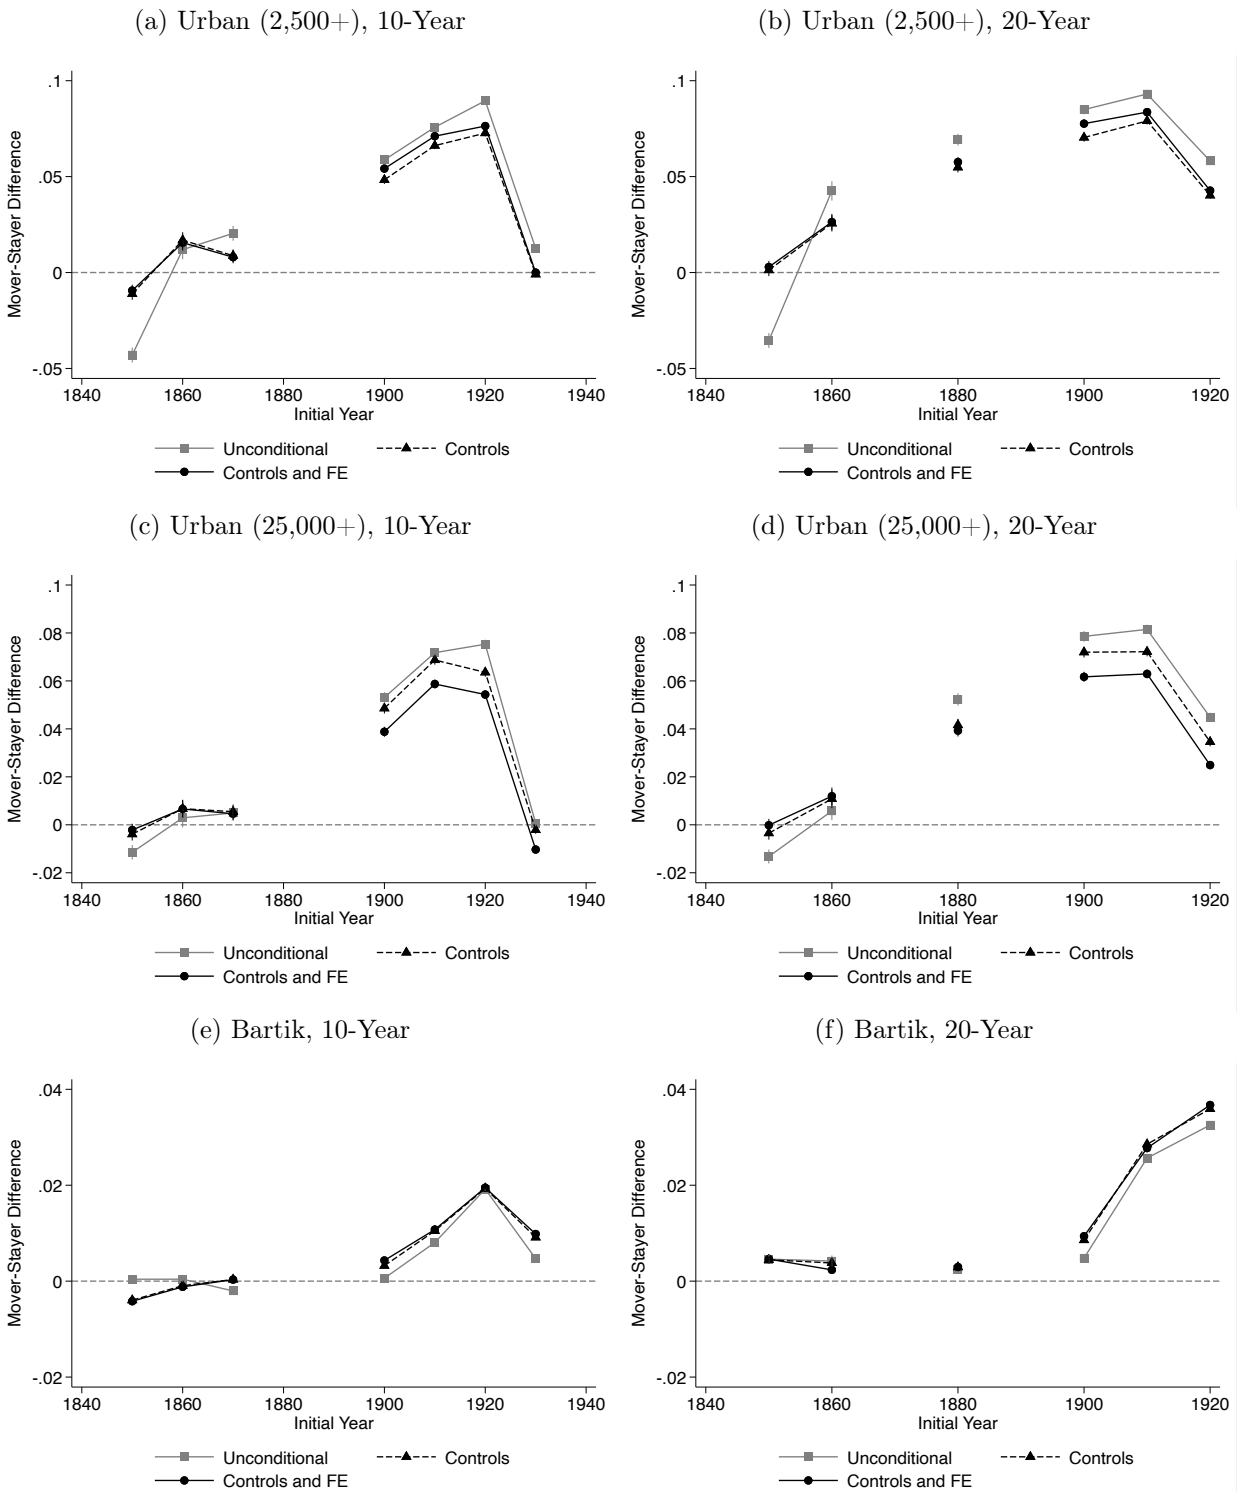 (a) Urban (2,500+), 10-Year
.1
.05
0
-.05
Mover-Stayer Difference
1840 1860 1880 1900 1920 1940
Initial Year
Unconditional Controls
Controls and FE
(b) Urban (2,500+), 20-Year
.1
.05
0
-.05
Mover-Stayer Difference
1840 1860 1880 1900 1920
Initial Year
Unconditional Controls
Controls and FE
(c) Urban (25,000+), 10-Year
.1
.08
.06
.04
.02
0
-.02
Mover-Stayer Difference
1840 1860 1880 1900 1920 1940
Initial Year
Unconditional Controls
Controls and FE
(d) Urban (25,000+), 20-Year
.1
.08
.06
.04
.02
0
-.02
Mover-Stayer Difference
1840 1860 1880 1900 1920
Initial Year
Unconditional Controls
Controls and FE
(e) Bartik, 10-Year
.04
.02
0
-.02
Mover-Stayer Difference
1840 1860 1880 1900 1920 1940
Initial Year
Unconditional Controls
Controls and FE
(f) Bartik, 20-Year
.04
.02
0
-.02
Mover-Stayer Difference
1840 1860 1880 1900 1920
Initial Year
Unconditional Controls
Controls and FE